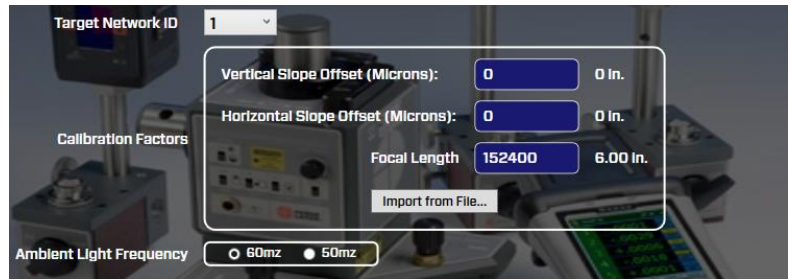 Target Network ID 1
Vertical Slope Offset (Microns): 0 0 in.
Horizontal Slope Offset (Microns): 0 0 in.
Calibration Factors
Focal Length 152400 6.00 in.
Import from File...
Ambient Light Frequency 60mz 50mz